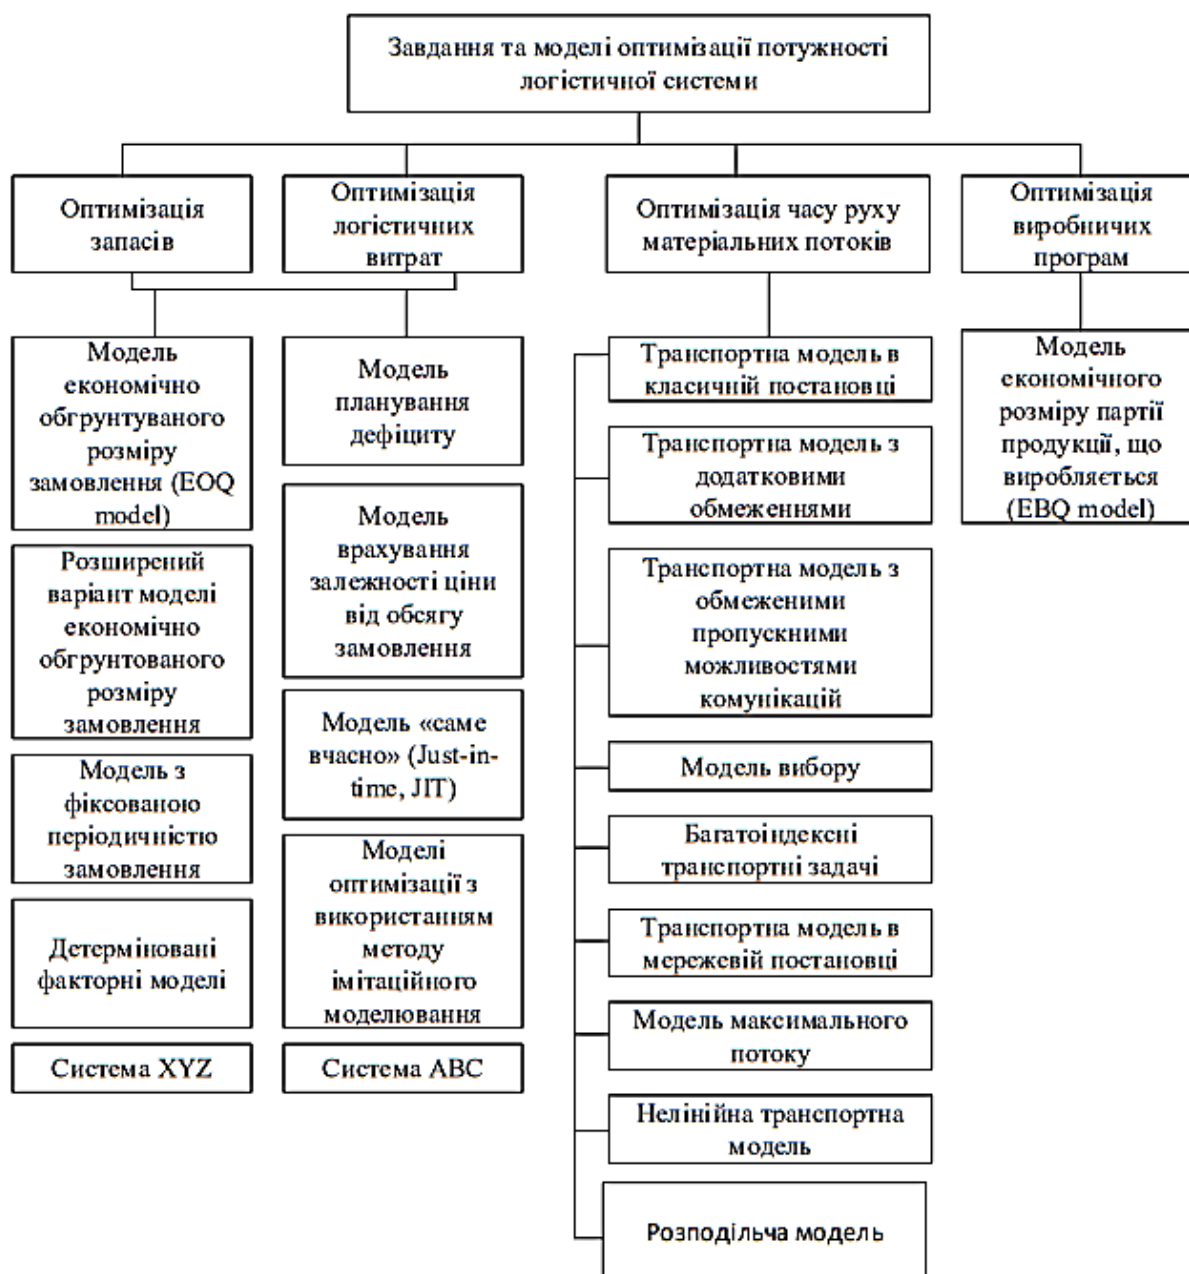 Завдання та моделі оптимізації потужності
логістичної системи
Оптимізація
запасів
Оптимізація
логістичних
витрат
Оптимізація часу руху
матеріальних потоків
Оптимізація
виробничих
програм
Модель
економічно
обгрунтуваного
розміру
замовлення (EOQ
model)
Розширений
варіант моделі
економічно
обгрунтованого
розміру
замовлення
Модель з
фіксованою
періодичністю
замовлення
Детерміновані
факторні моделі
Система XYZ
Модель
планування
дефіциту
Модель
врахування
залежності ціни
від обсягу
замовлення
Модель «саме
вчасно» (Just-in-
time, JIT)
Моделі
оптимізації з
використанням
методу
імітаційного
моделювання
Система ABC
Транспортна модель в
класичній постановці
Транспортна модель з
додатковими
обмеженнями
Транспортна модель з
обмеженими
пропускними
можливостями
комунікацій
Модель вибору
Багатоіндексні
транспортні задачі
Транспортна модель в
мережевій постановці
Модель максимального
потоку
Нелінійна транспортна
модель
Розподільча модель
Модель
економічного
розміру партії
продукції, що
виробляється
(EBQ model)